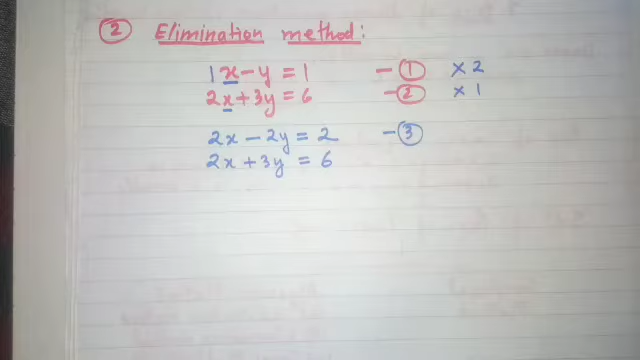 ② Elimination method:
1x - y = 1 - ① × 2
2x + 3y = 6 - ② × 1
2x - 2y = 2 - ③
2x + 3y = 6